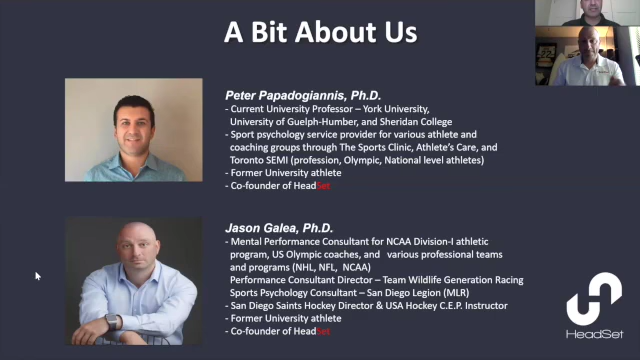 A Bit About Us
Peter Papadogiannis, Ph.D.
- Current University Professor – York University,
University of Guelph-Humber, and Sheridan College
- Sport psychology service provider for various athlete and
coaching groups through The Sports Clinic, Athlete's Care, and
Toronto SEMI (profession, Olympic, National level athletes)
- Former University athlete
- Co-founder of HeadSet
Jason Galea, Ph.D.
- Mental Performance Consultant for NCAA Division-I athletic
program, US Olympic coaches, and various professional teams
and programs (NHL, NFL, NCAA)
Performance Consultant Director – Team Wildlife Generation Racing
Sports Psychology Consultant – San Diego Legion (MLR)
- San Diego Saints Hockey Director & USA Hockey C.E.P. Instructor
- Former University athlete
- Co-founder of HeadSet
HeadSet